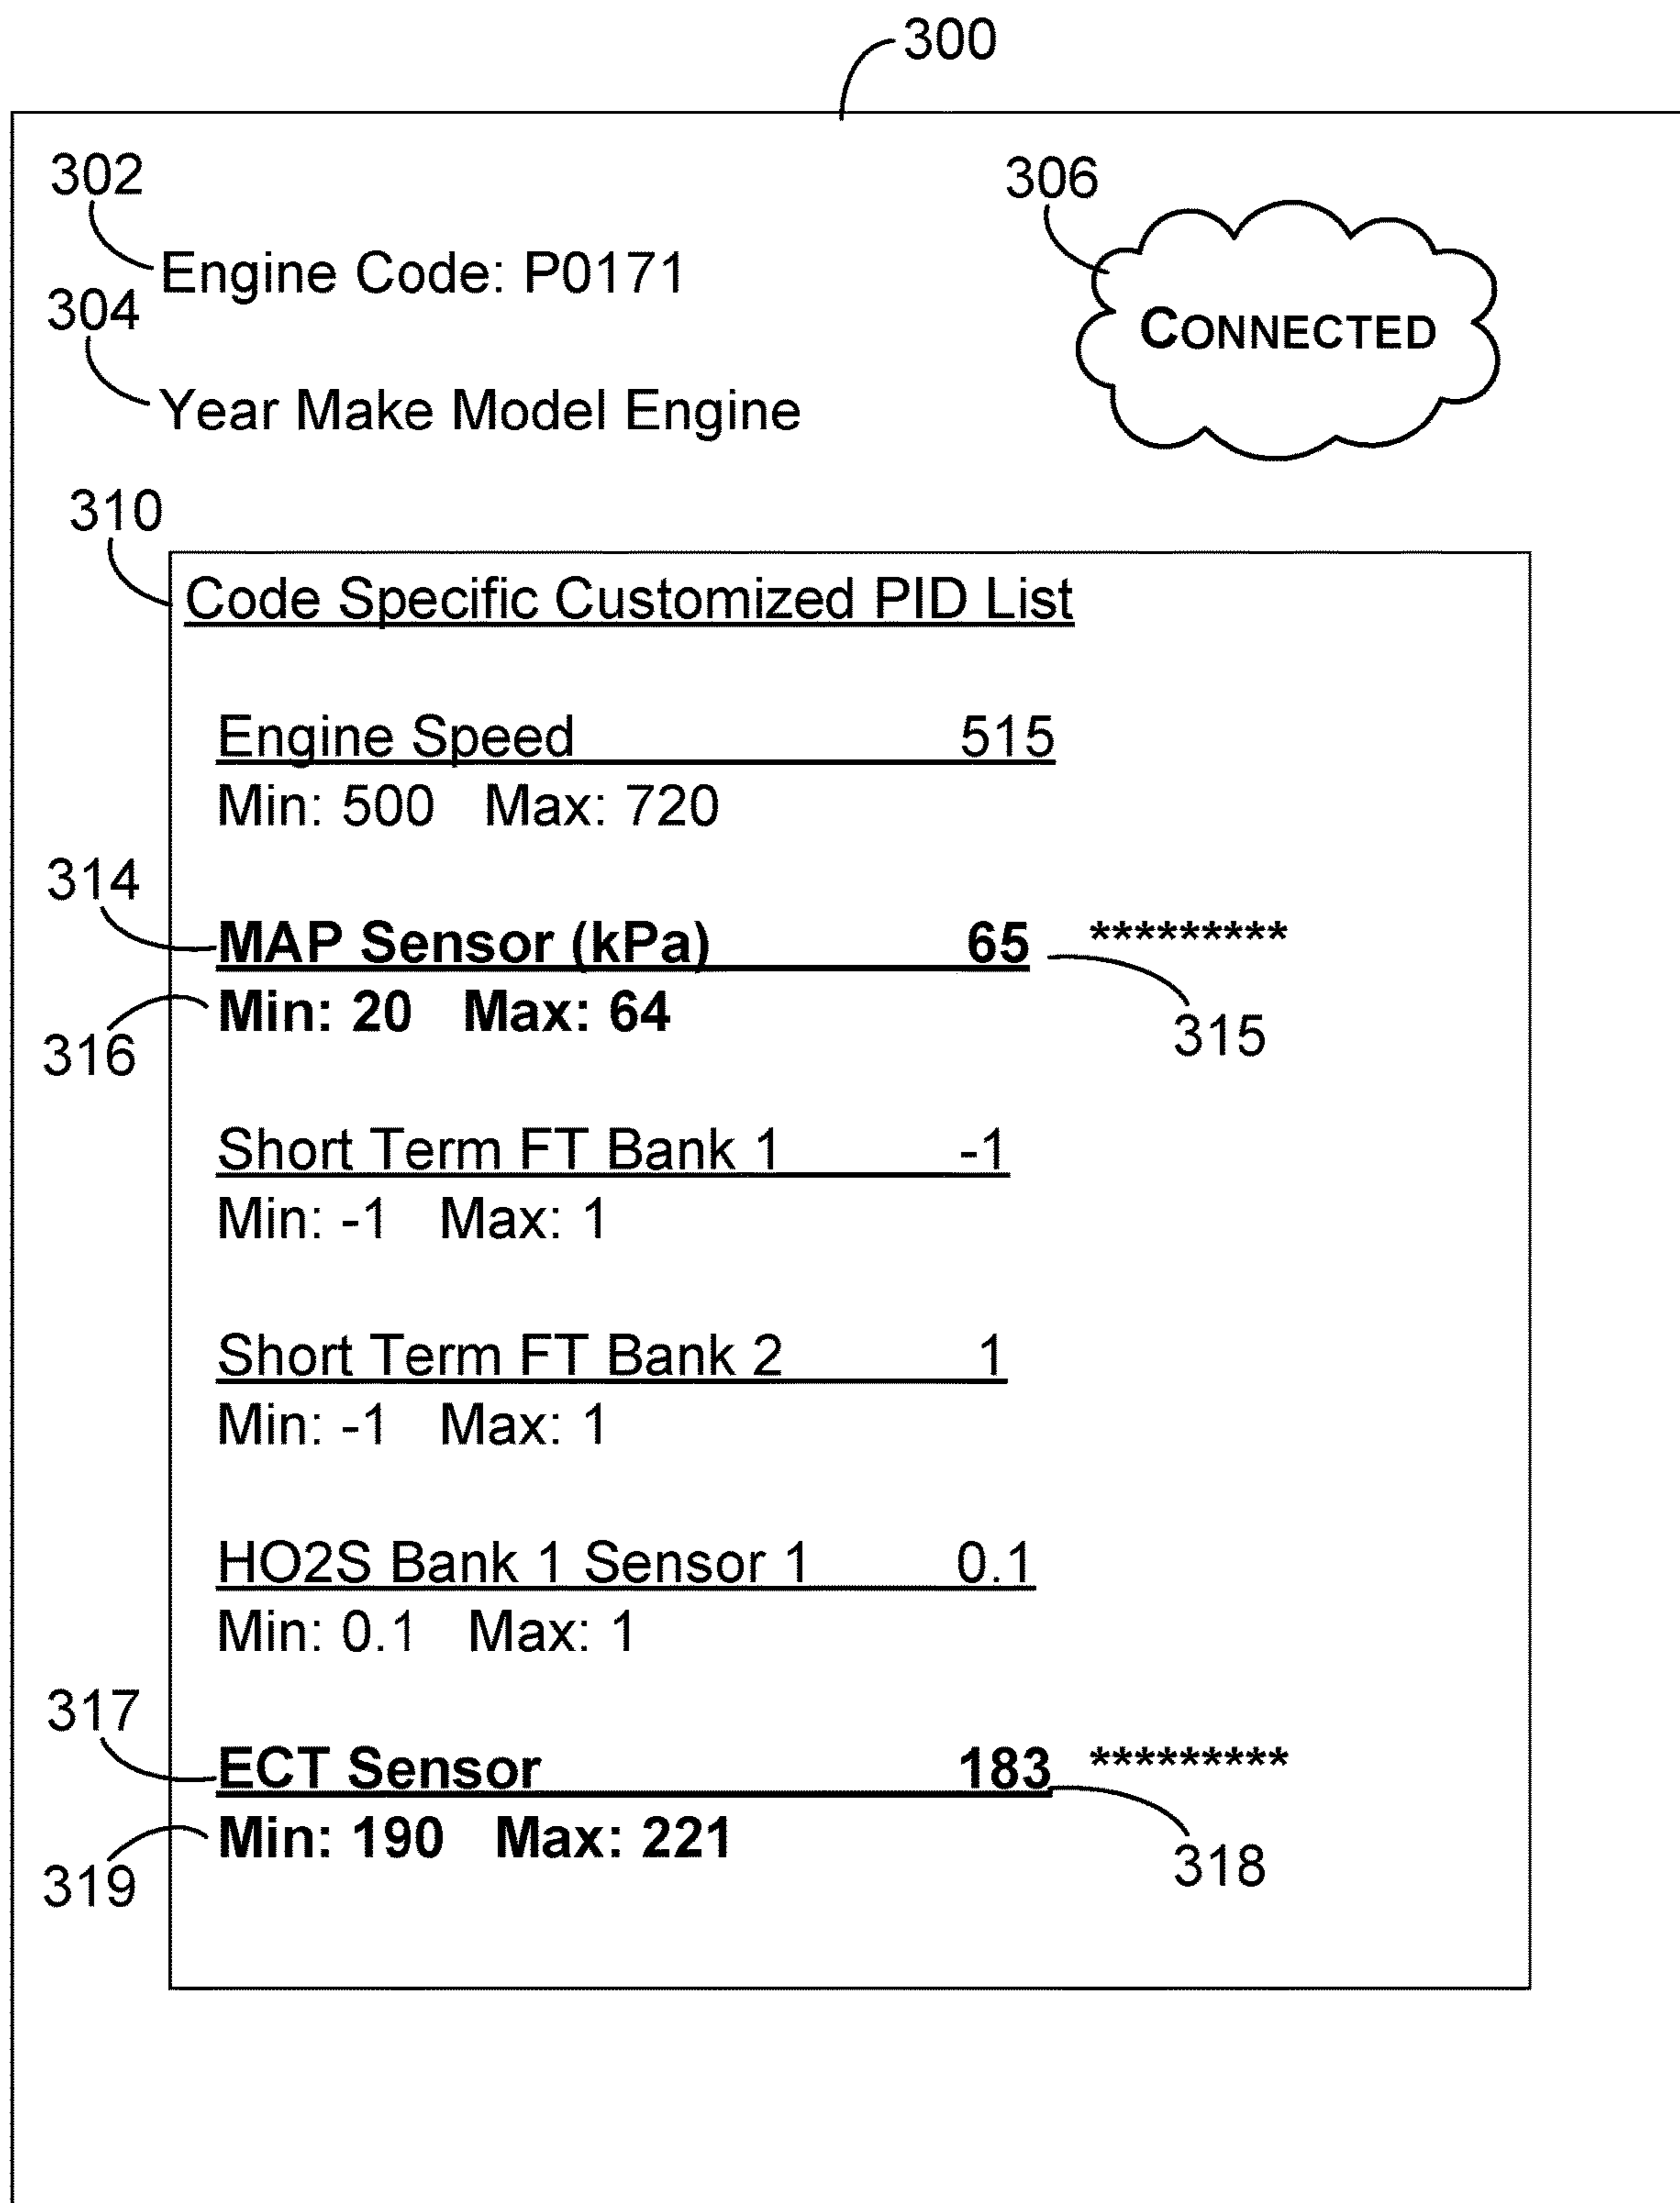 300
302
306
Engine Code: P0171
304
CONNECTED
Year Make Model Engine
310
Code Specific Customized PID List
Engine Speed 515
Min: 500 Max: 720
314
MAP Sensor (kPa) 65 *********
Min: 20 Max: 64
316
315
Short Term FT Bank 1 -1
Min: -1 Max: 1
Short Term FT Bank 2 1
Min: -1 Max: 1
HO2S Bank 1 Sensor 1 0.1
Min: 0.1 Max: 1
317
ECT Sensor 183 *********
Min: 190 Max: 221
319
318